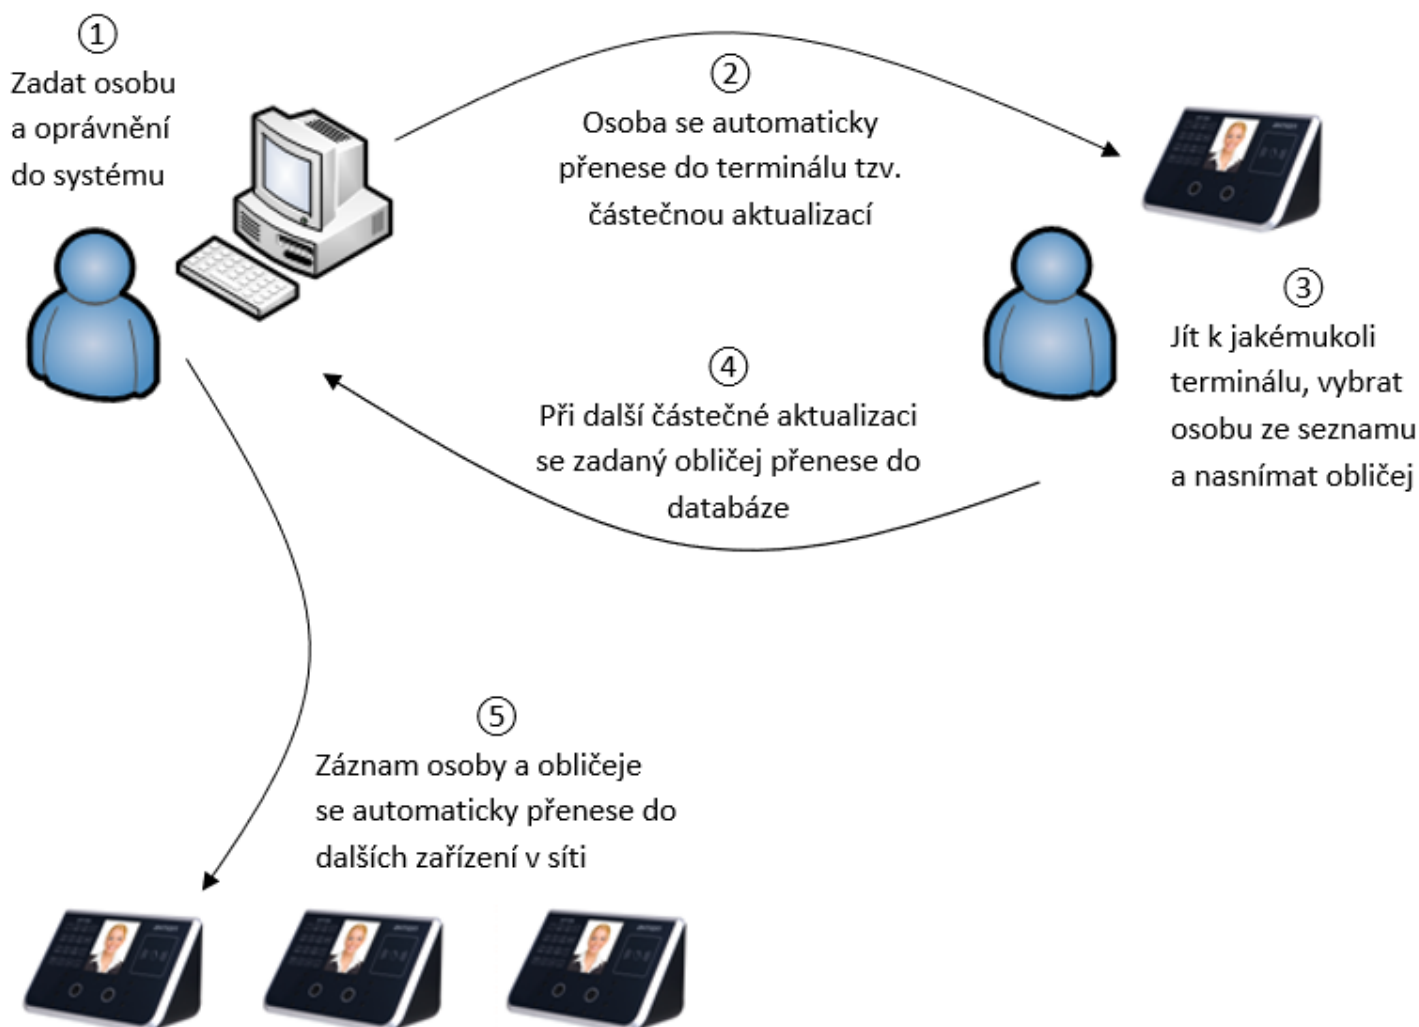 ①
Zadat osobu
a oprávnění
do systému
②
Osoba se automaticky
přenese do terminálu tzv.
částečnou aktualizací
③
Jít k jakémukoli
terminálu, vybrat
osobu ze seznamu
a nasnímat obličej
④
Při další částečné aktualizaci
se zadaný obličej přenese do
databáze
⑤
Záznam osoby a obličeje
se automaticky přenese do
dalších zařízení v síti